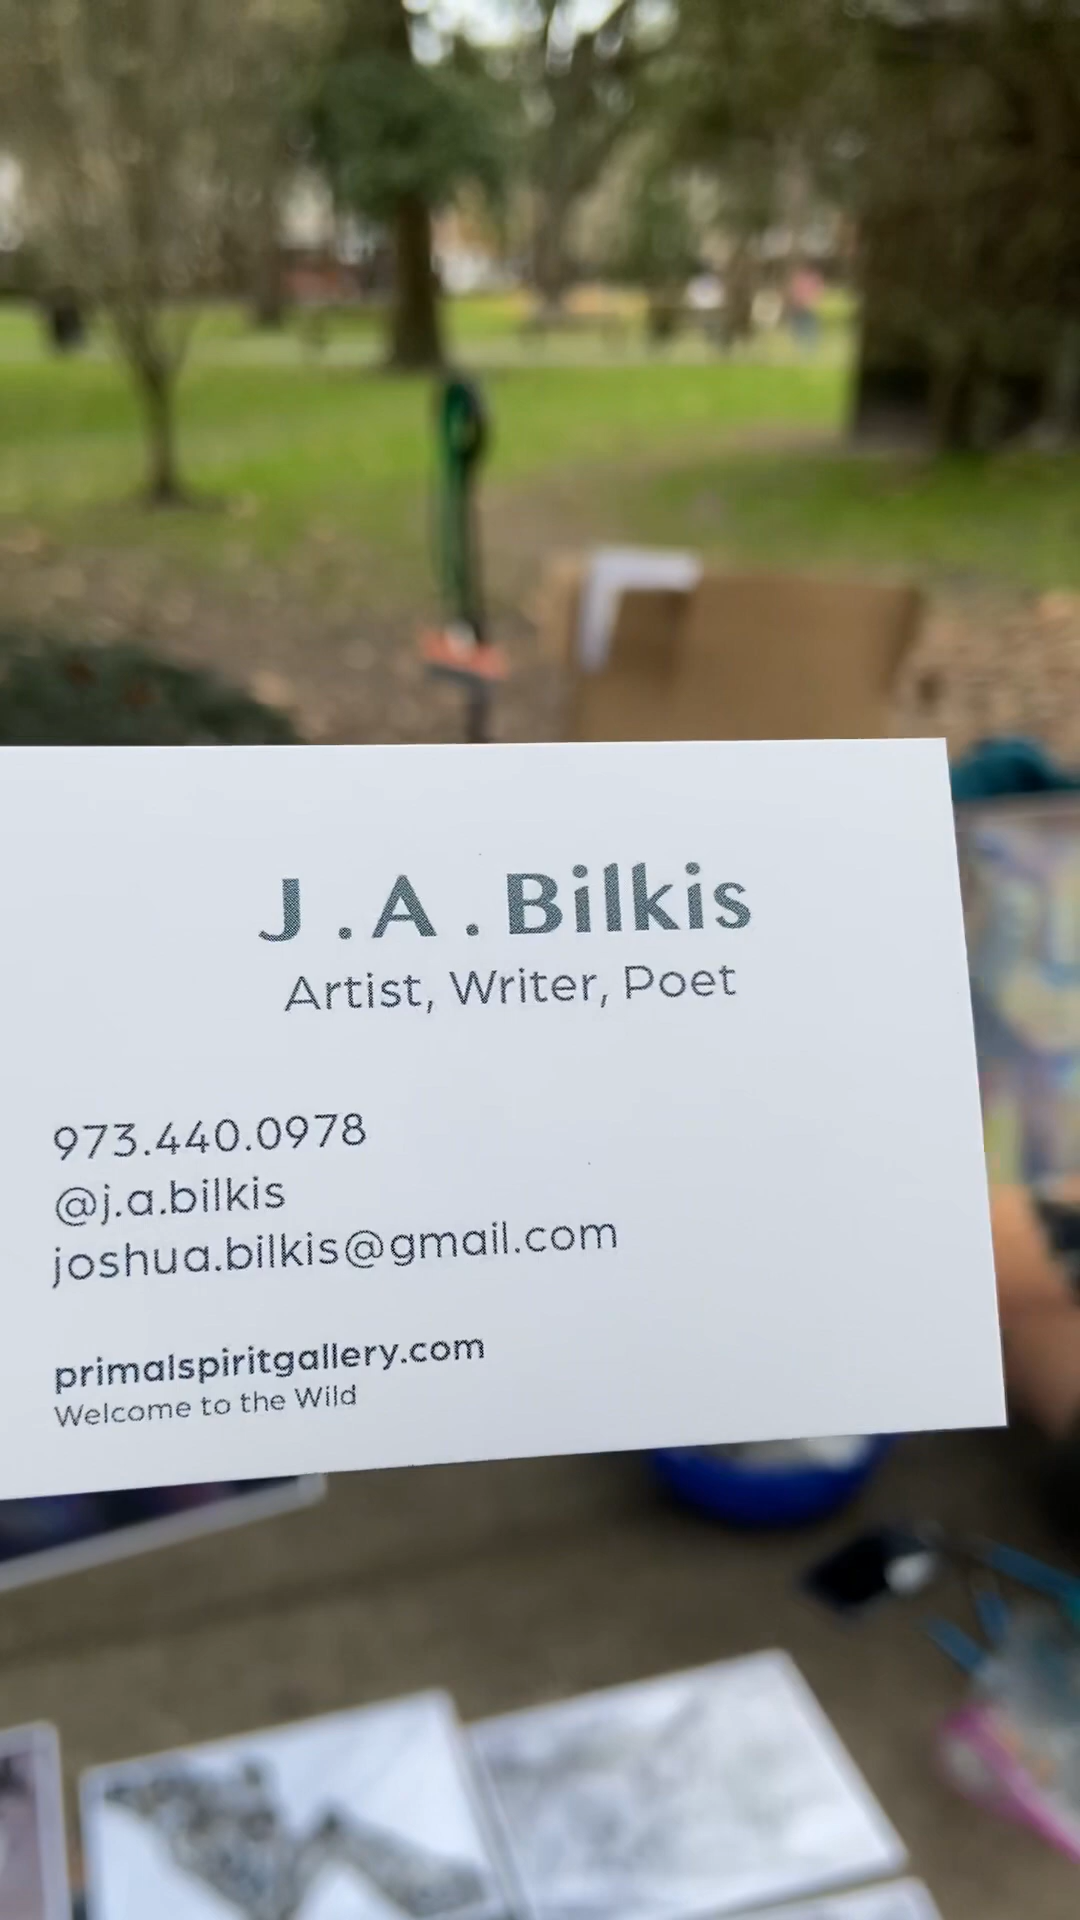 J . A . Bilkis
Artist, Writer, Poet
973.440.0978
@j.a.bilkis
joshua.bilkis@gmail.com
primalspiritgallery.com
Welcome to the Wild